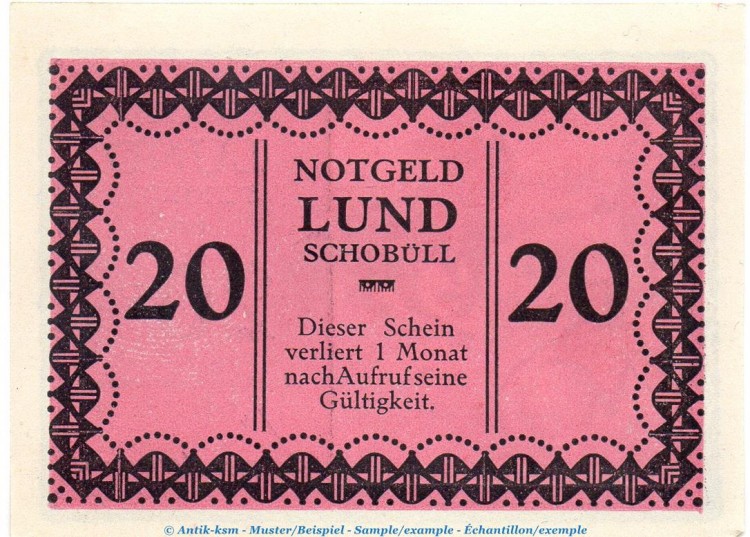 NOTGELD
LUND
SCHOBÜLL
20
20
Dieser Schein
verliert 1 Monat
nachAufrufseine
Gültigkeit.
© Antik-ksm - Muster/Beispiel - Sample/example - Échantillon/exemple